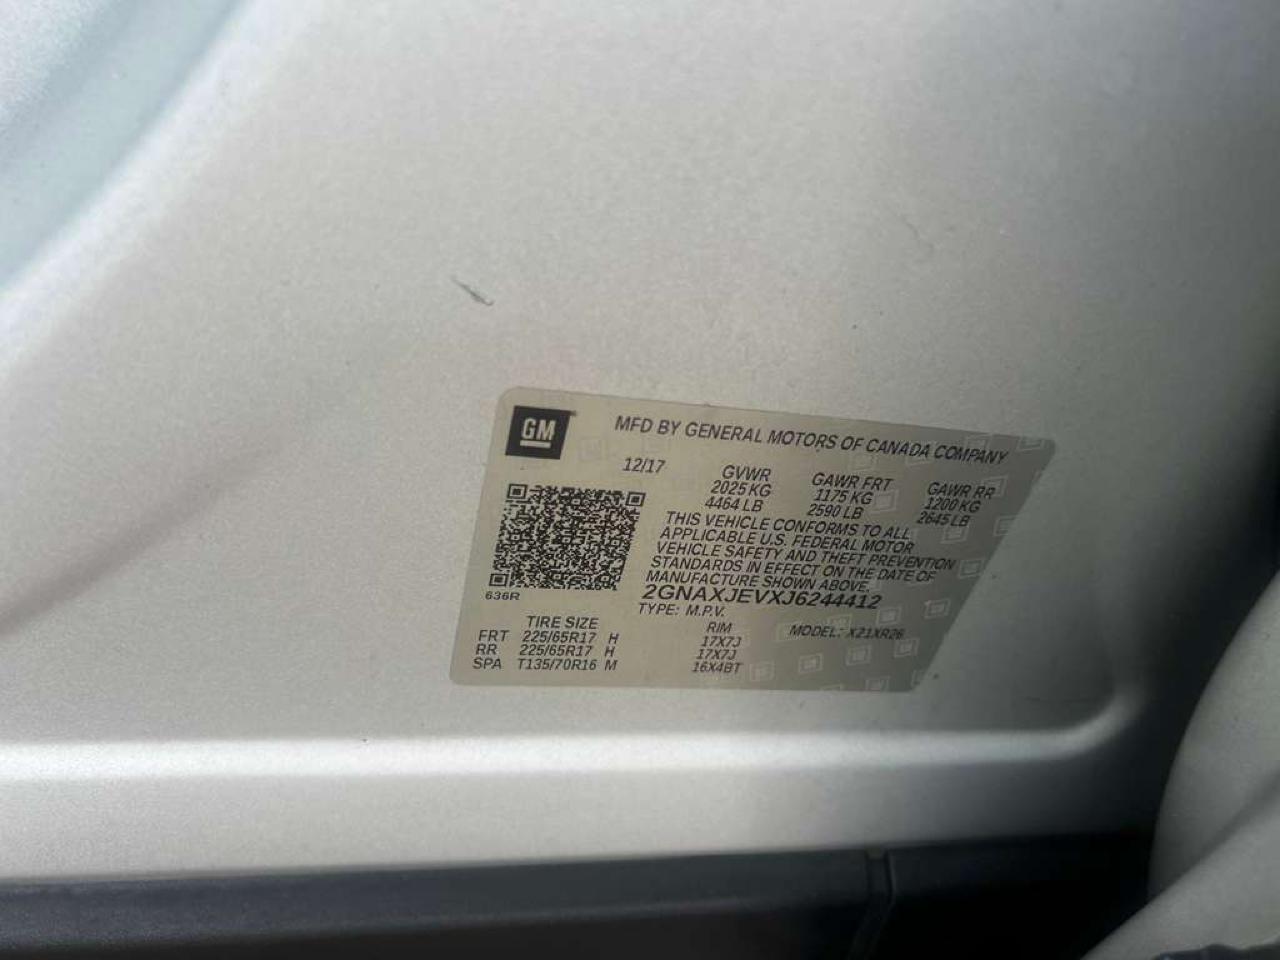 GM
MFD BY GENERAL MOTORS OF CANADA COMPANY
12/17 GVWR GAWR FRT GAWR RR
2025 KG 1175 KG 1200 KG
4464 LB 2590 LB 2645 LB
THIS VEHICLE CONFORMS TO ALL
APPLICABLE U.S. FEDERAL MOTOR
VEHICLE SAFETY AND THEFT PREVENTION
STANDARDS IN EFFECT ON THE DATE OF
MANUFACTURE SHOWN ABOVE.
636R
2GNAXJEVXJ6244412
TYPE: M.P.V.
TIRE SIZE RIM MODEL: X21XR26
FRT 225/65R17 H 17X7J
RR 225/65R17 H 17X7J
SPA T135/70R16 M 16X4BT